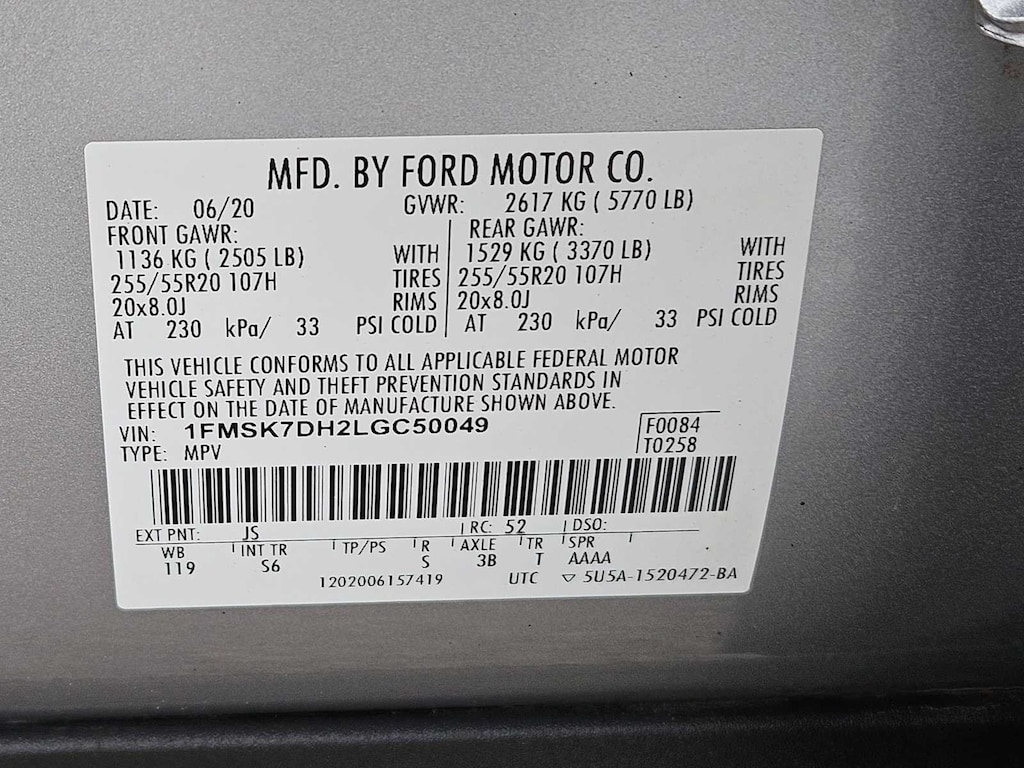 MFD. BY FORD MOTOR CO.
DATE: 06/20 GVWR: 2617 KG ( 5770 LB)
FRONT GAWR: REAR GAWR:
1136 KG ( 2505 LB) WITH 1529 KG ( 3370 LB) WITH
255/55R20 107H TIRES 255/55R20 107H TIRES
20x8.0J RIMS 20x8.0J RIMS
AT 230 kPa/ 33 PSI COLD AT 230 kPa/ 33 PSI COLD
THIS VEHICLE CONFORMS TO ALL APPLICABLE FEDERAL MOTOR
VEHICLE SAFETY AND THEFT PREVENTION STANDARDS IN
EFFECT ON THE DATE OF MANUFACTURE SHOWN ABOVE.
VIN: 1FMSK7DH2LGC50049 F0084
TYPE: MPV T0258
EXT PNT: JS RC: 52 DSO:
WB INT TR TP/PS R AXLE TR SPR
119 S6 S 3B T AAAA
1202006157419 UTC ▽ 5U5A-1520472-BA